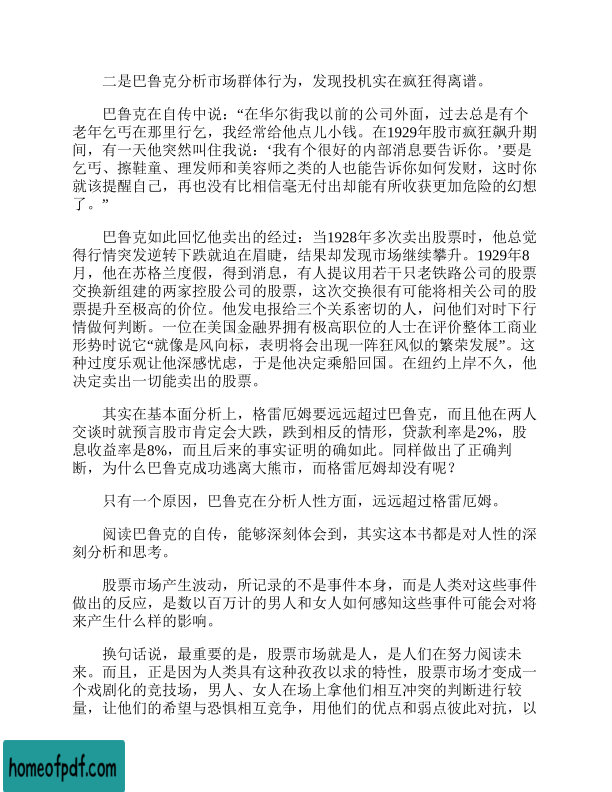 二是巴鲁克分析市场群体行为，发现投机实在疯狂得离谱。
巴鲁克在自传中说：“在华尔街我以前的公司外面，过去总是有个
老年乞丐在那里行乞，我经常给他点儿小钱。在1929年股市疯狂飙升期
间，有一天他突然叫住我说：‘我有个很好的内部消息要告诉你。’要是
乞丐、擦鞋童、理发师和美容师之类的人也能告诉你如何发财，这时你
就该提醒自己，再也没有比相信毫无付出却能有所收获更加危险的幻想
了。”
巴鲁克如此回忆他卖出的经过：当1928年多次卖出股票时，他总觉
得行情突发逆转下跌就迫在眉睫，结果却发现市场继续攀升。1929年8
月，他在苏格兰度假，得到消息，有人提议用若干只老铁路公司的股票
交换新组建的两家控股公司的股票，这次交换很有可能将相关公司的股
票提升至极高的价位。他发电报给三个关系密切的人，问他们对时下行
情做何判断。一位在美国金融界拥有极高职位的人士在评价整体工商业
形势时说它“就像是风向标，表明将会出现一阵狂风似的繁荣发展”。这
种过度乐观让他深感忧虑，于是他决定乘船回国。在纽约上岸不久，他
决定卖出一切能卖出的股票。
其实在基本面分析上，格雷厄姆要远远超过巴鲁克，而且他在两人
交谈时就预言股市肯定会大跌，跌到相反的情形，贷款利率是2%，股
息收益率是8%，而且后来的事实证明的确如此。同样做出了正确判
断，为什么巴鲁克成功逃离大熊市，而格雷厄姆却没有呢？
只有一个原因，巴鲁克在分析人性方面，远远超过格雷厄姆。
阅读巴鲁克的自传，能够深刻体会到，其实这本书都是对人性的深
刻分析和思考。
股票市场产生波动，所记录的不是事件本身，而是人类对这些事件
做出的反应，是数以百万计的男人和女人如何感知这些事件可能会对将
来产生什么样的影响。
换句话说，最重要的是，股票市场就是人，是人们在努力阅读未
来。而且，正是因为人类具有这种孜孜以求的特性，股票市场才变成一
个戏剧化的竞技场，男人、女人在场上拿他们相互冲突的判断进行较
量，让他们的希望与恐惧相互竞争，用他们的优点和弱点彼此对抗，以
homeofpdf.com